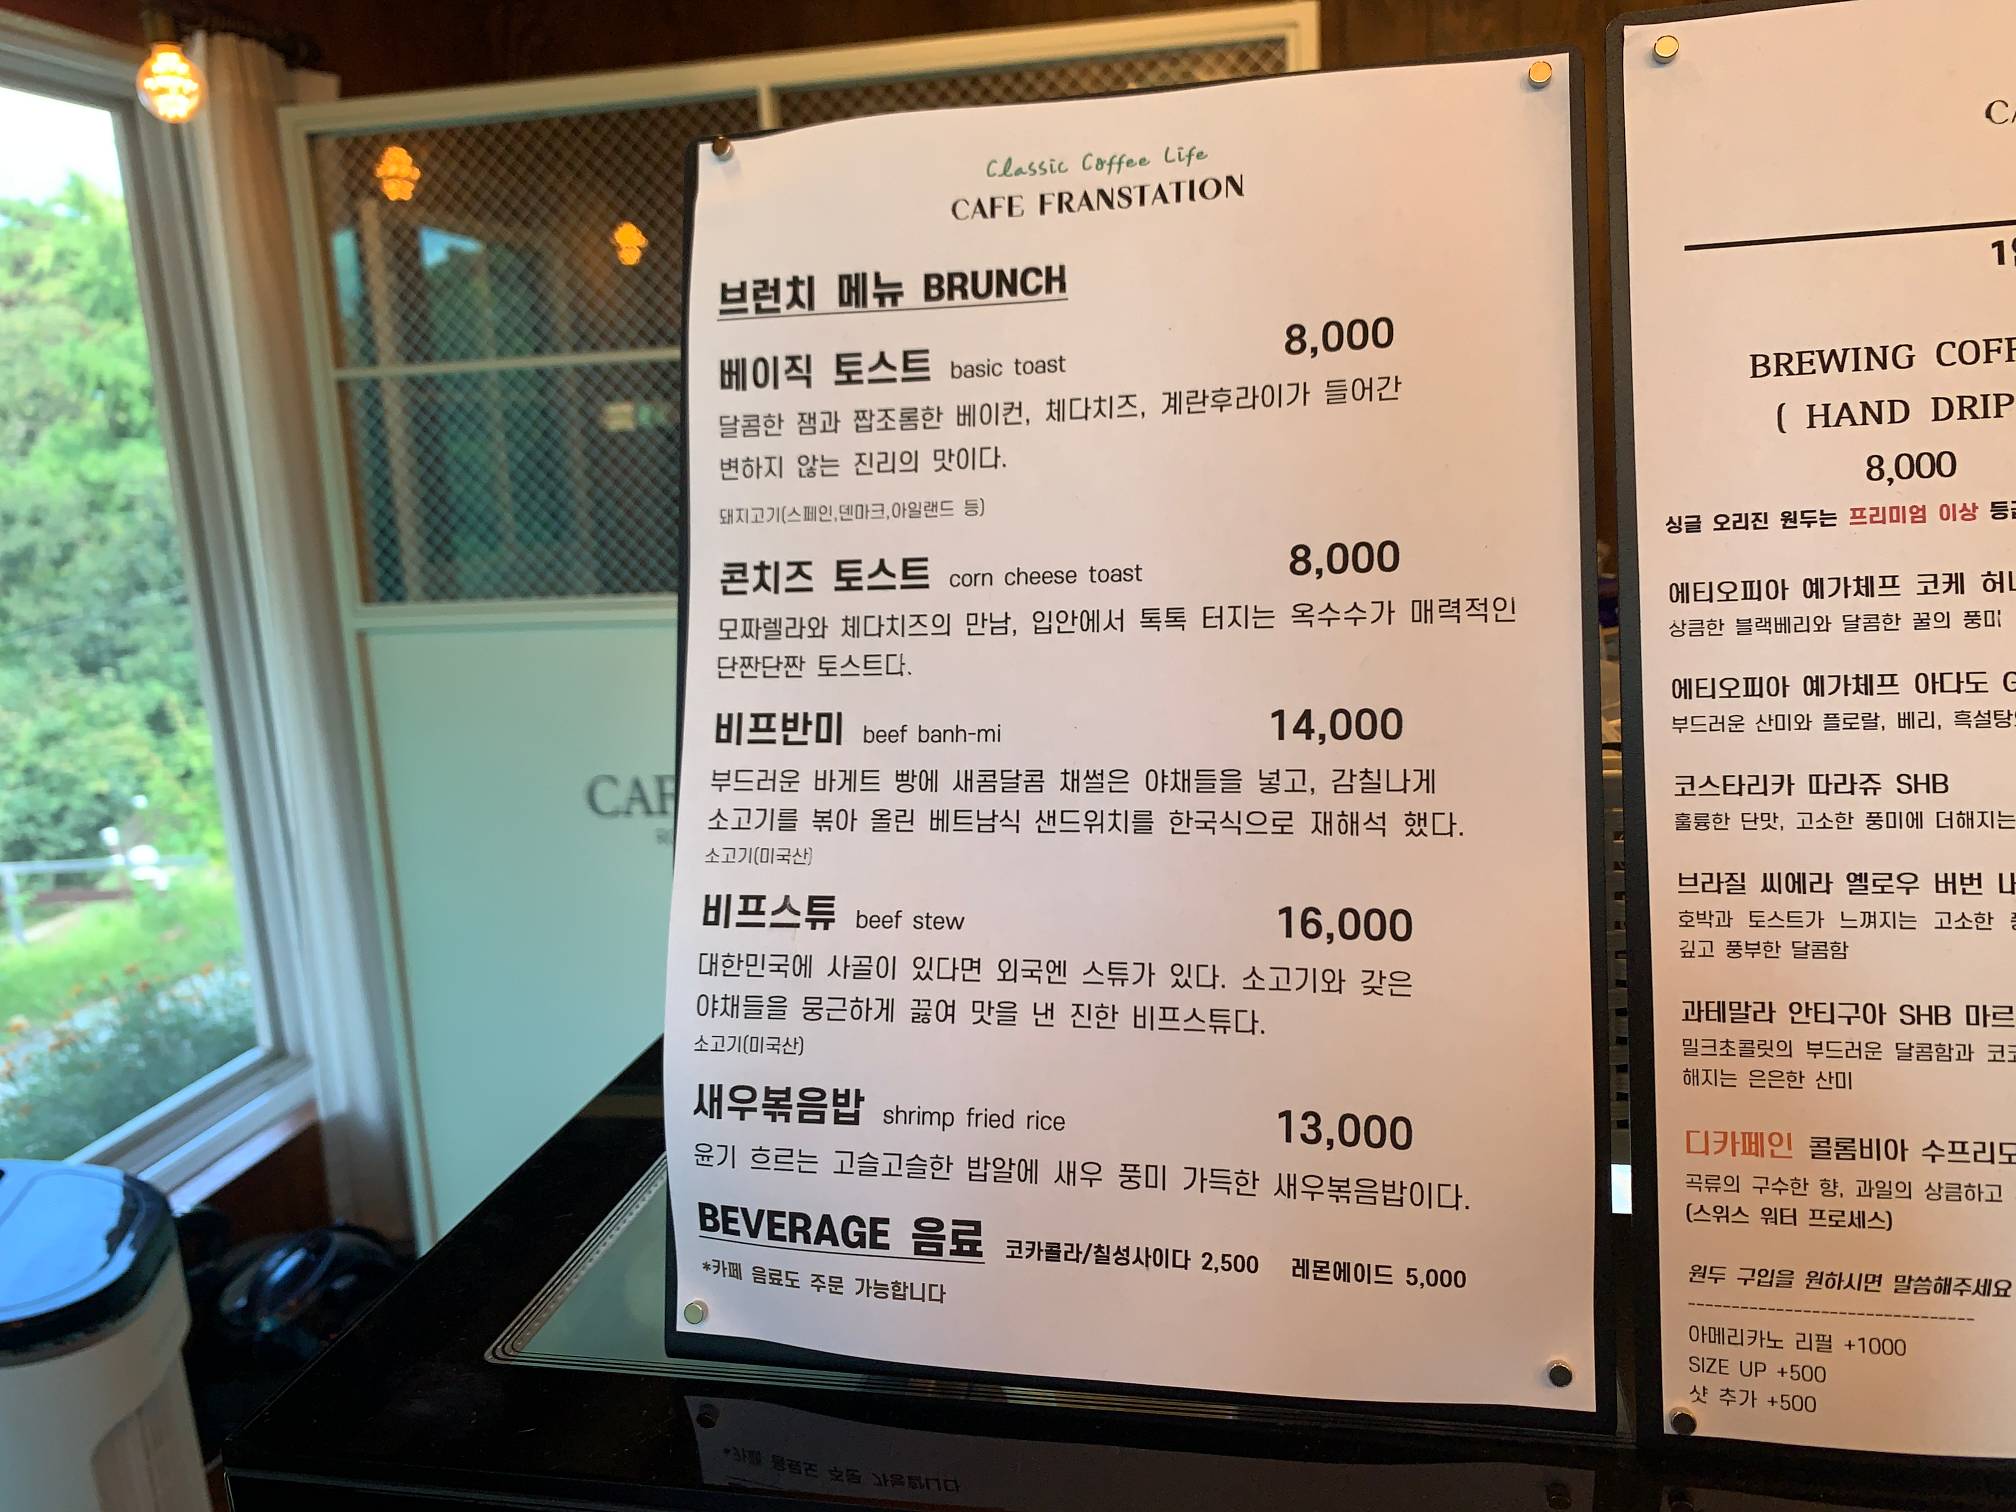 Classic Coffee Life
CAFE FRANSTATION
브런치 메뉴 BRUNCH
베이직 토스트 basic toast 8,000
달콤한 잼과 짭조롬한 베이컨, 체다치즈, 계란후라이가 들어간
변하지 않는 진리의 맛이다.
돼지고기(스페인,덴마크,아일랜드 등)
콘치즈 토스트 corn cheese toast 8,000
모짜렐라와 체다치즈의 만남, 입안에서 톡톡 터지는 옥수수가 매력적인
단짠단짠 토스트다.
비프반미 beef banh-mi 14,000
부드러운 바게트 빵에 새콤달콤 채썰은 야채들을 넣고, 감칠나게
소고기를 볶아 올린 베트남식 샌드위치를 한국식으로 재해석 했다.
소고기(미국산)
비프스튜 beef stew 16,000
대한민국에 사골이 있다면 외국엔 스튜가 있다. 소고기와 갖은
야채들을 뭉근하게 끓여 맛을 낸 진한 비프스튜다.
소고기(미국산)
새우볶음밥 shrimp fried rice 13,000
윤기 흐르는 고슬고슬한 밥알에 새우 풍미 가득한 새우볶음밥이다.
BEVERAGE 음료 코카콜라/칠성사이다 2,500 레몬에이드 5,000
*카페 음료도 주문 가능합니다
BREWING COFF
( HAND DRIP
8,000
싱글 오리진 원두는 프리미엄 이상 등급
에티오피아 예가체프 코케 허니
상큼한 블랙베리와 달콤한 꿀의 풍미
에티오피아 예가체프 아다도 G
부드러운 산미와 플로랄, 베리, 흑설탕
코스타리카 따라쥬 SHB
훌륭한 단맛, 고소한 풍미에 더해지는
브라질 씨에라 옐로우 버번 나
호박과 토스트가 느껴지는 고소한
깊고 풍부한 달콤함
과테말라 안티구아 SHB 마르
밀크초콜릿의 부드러운 달콤함과 코코
해지는 은은한 산미
디카페인 콜롬비아 수프리모
곡류의 구수한 향, 과일의 상큼하고
(스위스 워터 프로세스)
원두 구입을 원하시면 말씀해주세요
아메리카노 리필 +1000
SIZE UP +500
샷 추가 +500